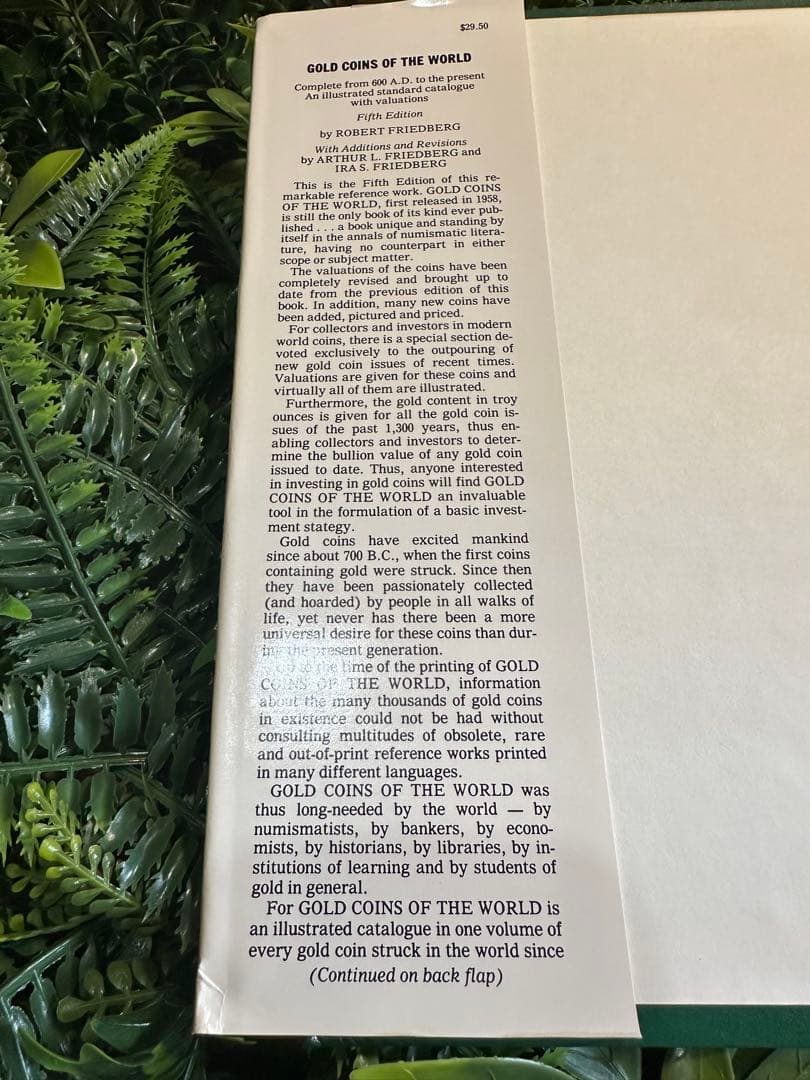 $29.50
GOLD COINS OF THE WORLD
Complete from 600 A.D. to the present
An illustrated standard catalogue
with valuations
Fifth Edition
by ROBERT FRIEDBERG
With Additions and Revisions
by ARTHUR L. FRIEDBERG and
IRA S. FRIEDBERG
This is the Fifth Edition of this re-
markable reference work. GOLD COINS
OF THE WORLD, first released in 1958,
is still the only book of its kind ever pub-
lished . . . a book unique and standing by
itself in the annals of numismatic litera-
ture, having no counterpart in either
scope or subject matter.
The valuations of the coins have been
completely revised and brought up to
date from the previous edition of this
book. In addition, many new coins have
been added, pictured and priced.
For collectors and investors in modern
world coins, there is a special section de-
voted exclusively to the outpouring of
new gold coin issues of recent times.
Valuations are given for these coins and
virtually all of them are illustrated.
Furthermore, the gold content in troy
ounces is given for all the gold coin is-
sues of the past 1,300 years, thus en-
abling collectors and investors to deter-
mine the bullion value of any gold coin
issued to date. Thus, anyone interested
in investing in gold coins will find GOLD
COINS OF THE WORLD an invaluable
tool in the formulation of a basic invest-
ment stategy.
Gold coins have excited mankind
since about 700 B.C., when the first coins
containing gold were struck. Since then
they have been passionately collected
(and hoarded) by people in all walks of
life, yet never has there been a more
universal desire for these coins than dur-
ing the present generation.
to the time of the printing of GOLD
COINS OF THE WORLD, information
about the many thousands of gold coins
in existence could not be had without
consulting multitudes of obsolete, rare
and out-of-print reference works printed
in many different languages.
GOLD COINS OF THE WORLD was
thus long-needed by the world — by
numismatists, by bankers, by econo-
mists, by historians, by libraries, by in-
stitutions of learning and by students of
gold in general.
For GOLD COINS OF THE WORLD is
an illustrated catalogue in one volume of
every gold coin struck in the world since
(Continued on back flap)